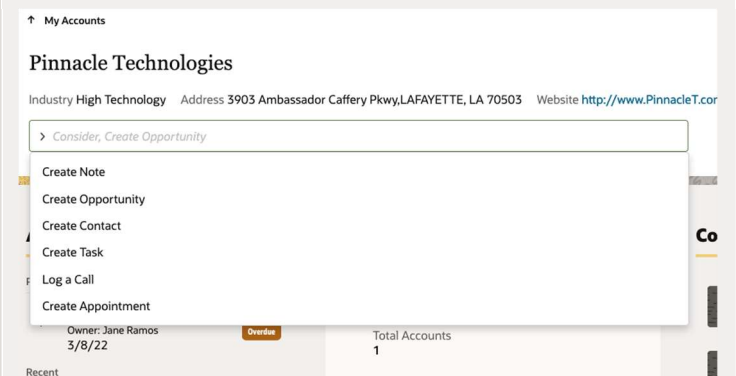 ↑ My Accounts
Pinnacle Technologies
Industry High Technology Address 3903 Ambassador Caffery Pkwy,LAFAYETTE, LA 70503 Website http://www.PinnacleT.cor
> Consider, Create Opportunity
Create Note
Create Opportunity
Create Contact
Create Task
Log a Call
Create Appointment
Co
Owner: Jane Ramos
Overdue
3/8/22
Total Accounts
1
Recent